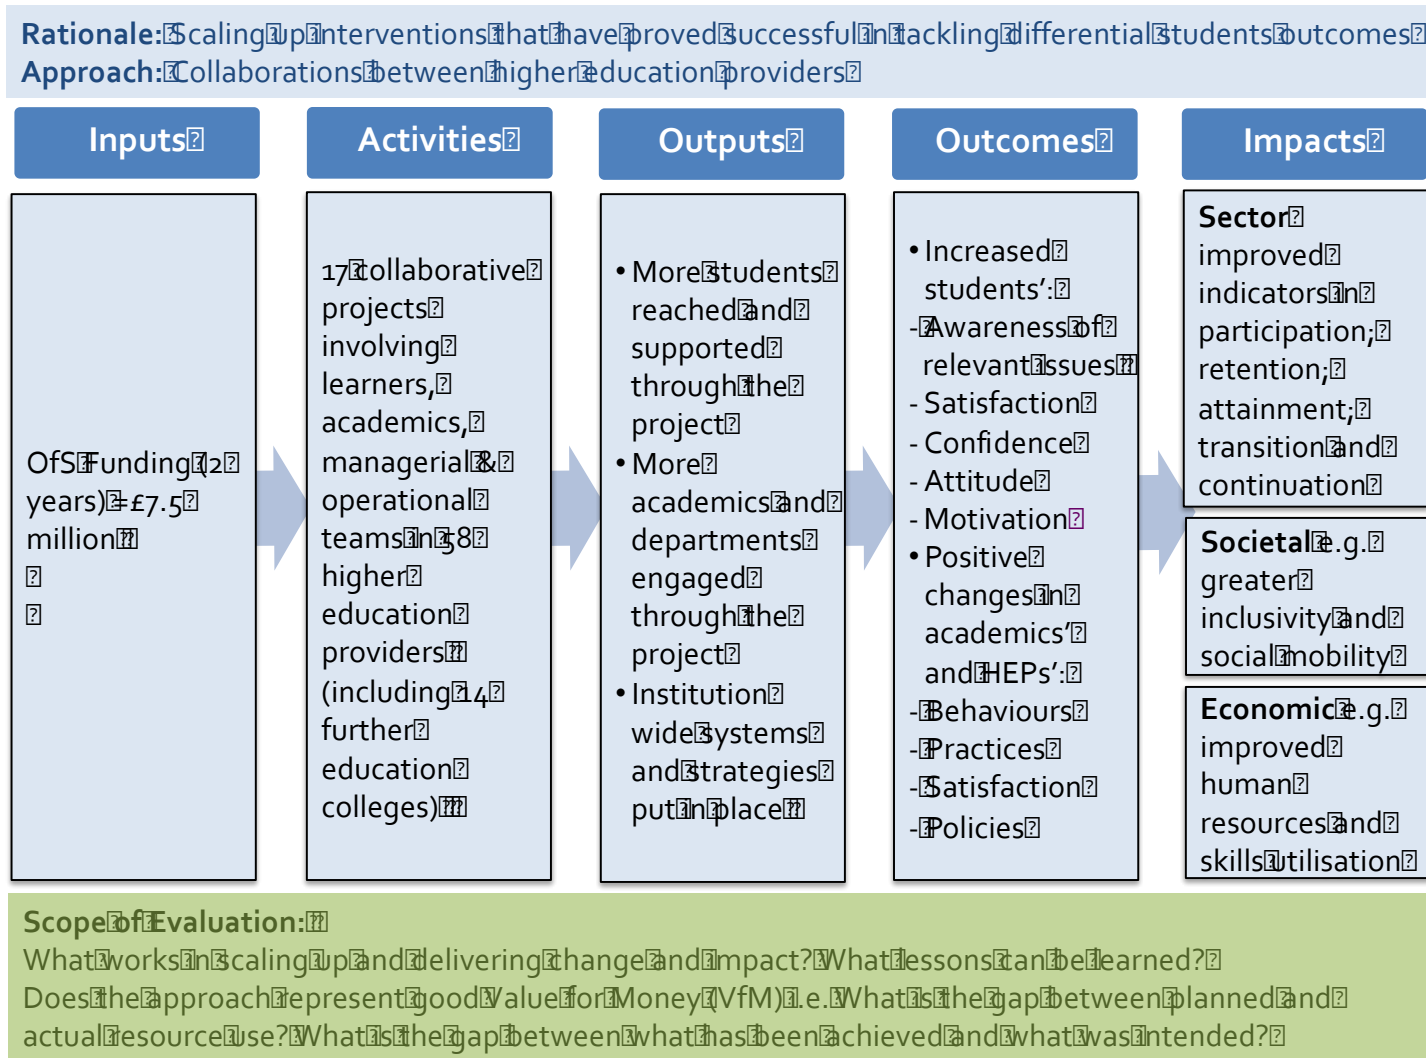 Rationale: Scaling up interventions that have proved successful in tackling differential students outcomes
Approach: Collaborations between higher education providers
Inputs
Activities
Outputs
Outcomes
Impacts
OfS Funding (2
years) =£7.5
million
17 collaborative
projects
involving
learners,
academics,
managerial &
operational
teams in 58
higher
education
providers
(including 14
further
education
colleges)
• More students
reached and
supported
through the
project
• More
academics and
departments
engaged
through the
project
• Institution
wide systems
and strategies
put in place
• Increased
students’:
- Awareness of
relevant issues
- Satisfaction
- Confidence
- Attitude
- Motivation
• Positive
changes in
academics’
and HEPs’:
- Behaviours
- Practices
- Satisfaction
- Policies
Sector
improved
indicators in
participation;
retention;
attainment;
transition and
continuation
Societal e.g.
greater
inclusivity and
social mobility
Economic e.g.
improved
human
resources and
skills utilisation
Scope of Evaluation:
What works in scaling up and delivering change and impact? What lessons can be learned?
Does the approach represent good Value for Money (VfM) i.e. What is the gap between planned and
actual resource use? What is the gap between what has been achieved and what was intended?